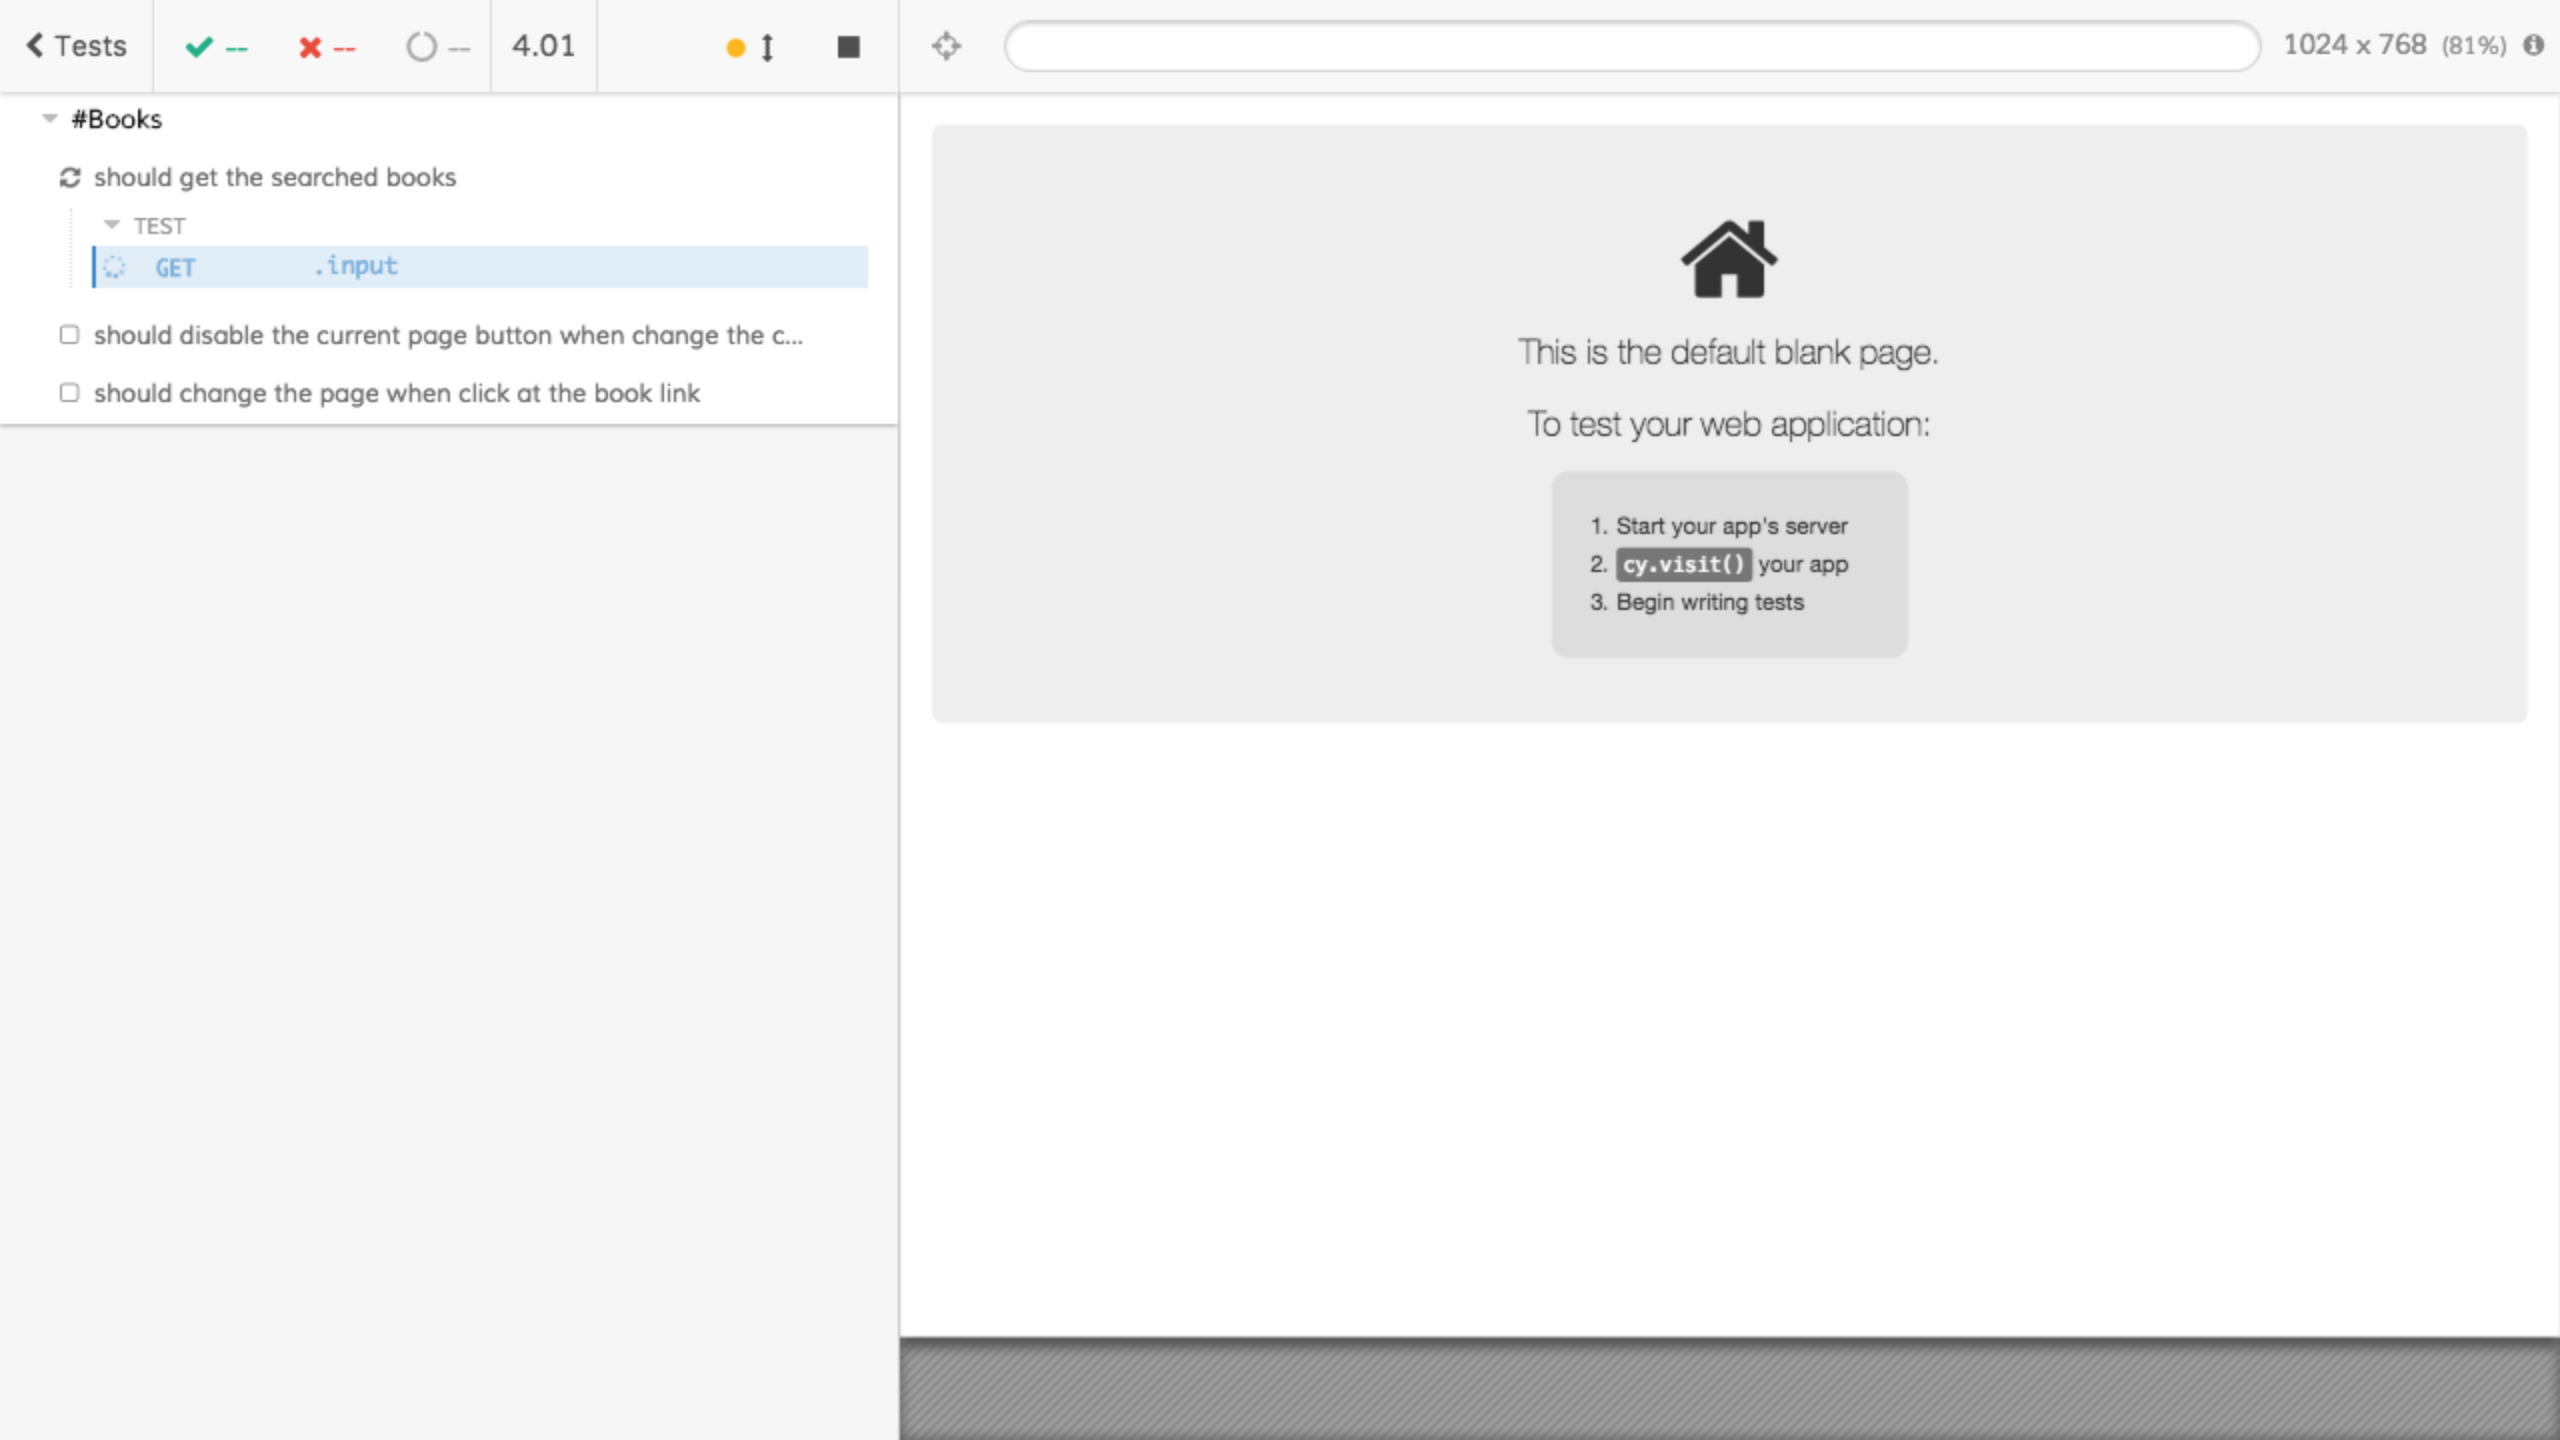 Tests -- -- -- 4.01 1024 x 768 (81%)
#Books
should get the searched books
TEST
GET .input
should disable the current page button when change the c...
should change the page when click at the book link
This is the default blank page.
To test your web application:
1. Start your app's server
2. cy.visit() your app
3. Begin writing tests